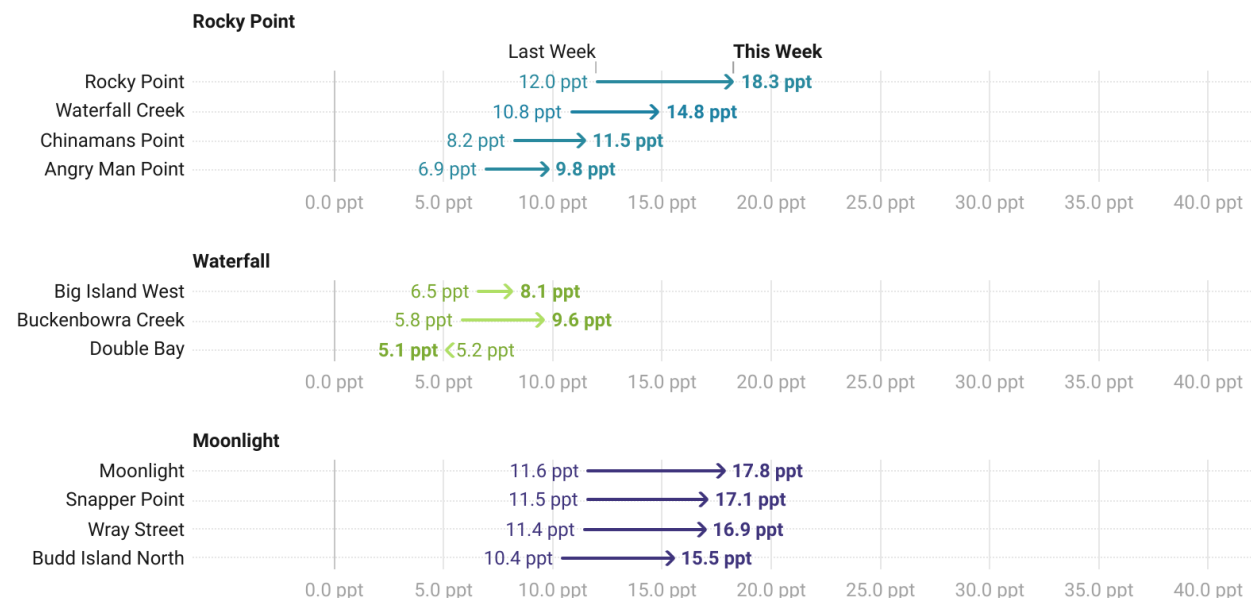 Rocky Point
Last Week This Week
Rocky Point 12.0 ppt 18.3 ppt
Waterfall Creek 10.8 ppt 14.8 ppt
Chinamans Point 8.2 ppt 11.5 ppt
Angry Man Point 6.9 ppt 9.8 ppt
0.0 ppt 5.0 ppt 10.0 ppt 15.0 ppt 20.0 ppt 25.0 ppt 30.0 ppt 35.0 ppt 40.0 ppt
Waterfall
Big Island West 6.5 ppt 8.1 ppt
Buckenbowra Creek 5.8 ppt 9.6 ppt
Double Bay 5.1 ppt 5.2 ppt
0.0 ppt 5.0 ppt 10.0 ppt 15.0 ppt 20.0 ppt 25.0 ppt 30.0 ppt 35.0 ppt 40.0 ppt
Moonlight
Moonlight 11.6 ppt 17.8 ppt
Snapper Point 11.5 ppt 17.1 ppt
Wray Street 11.4 ppt 16.9 ppt
Budd Island North 10.4 ppt 15.5 ppt
0.0 ppt 5.0 ppt 10.0 ppt 15.0 ppt 20.0 ppt 25.0 ppt 30.0 ppt 35.0 ppt 40.0 ppt